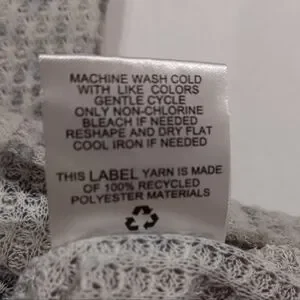 MACHINE WASH COLD
WITH LIKE COLORS
GENTLE CYCLE
ONLY NON-CHLORINE
BLEACH IF NEEDED
RESHAPE AND DRY FLAT
COOL IRON IF NEEDED
THIS LABEL YARN IS MADE
OF 100% RECYCLED
POLYESTER MATERIALS